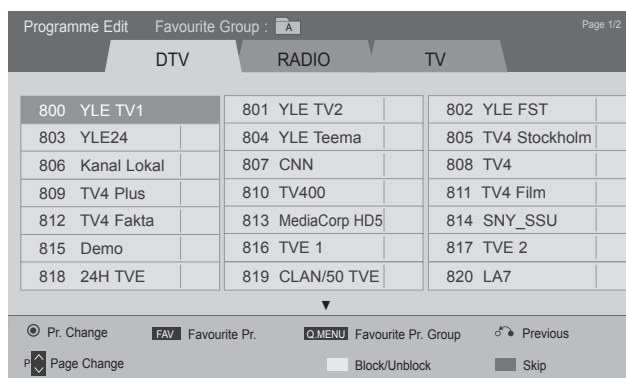 Programme Edit Favourite Group : A Page 1/2
DTV RADIO TV
800 YLE TV1 801 YLE TV2 802 YLE FST
803 YLE24 804 YLE Teema 805 TV4 Stockholm
806 Kanal Lokal 807 CNN 808 TV4
809 TV4 Plus 810 TV400 811 TV4 Film
812 TV4 Fakta 813 MediaCorp HD5 814 SNY_SSU
815 Demo 816 TVE 1 817 TVE 2
818 24H TVE 819 CLAN/50 TVE 820 LA7
Pr. Change FAV Favourite Pr. Q.MENU Favourite Pr. Group Previous
P Page Change Block/Unblock Skip